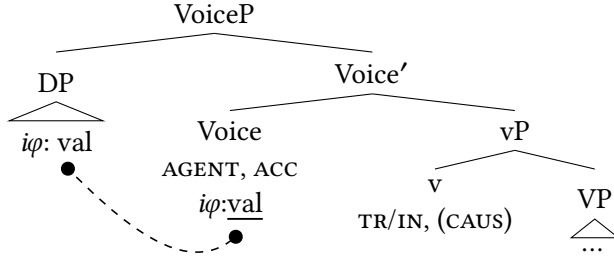 VoiceP
DP
Voice′
iφ: val
Voice
vP
AGENT, ACC
iφ:val
v
VP
TR/IN, (CAUS)
...